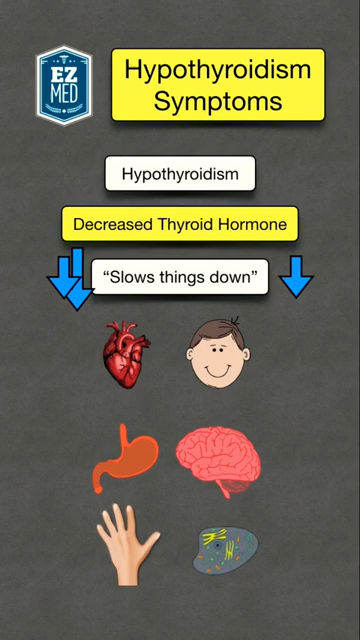 EZ
MED
Hypothyroidism
Symptoms
Hypothyroidism
Decreased Thyroid Hormone
“Slows things down”